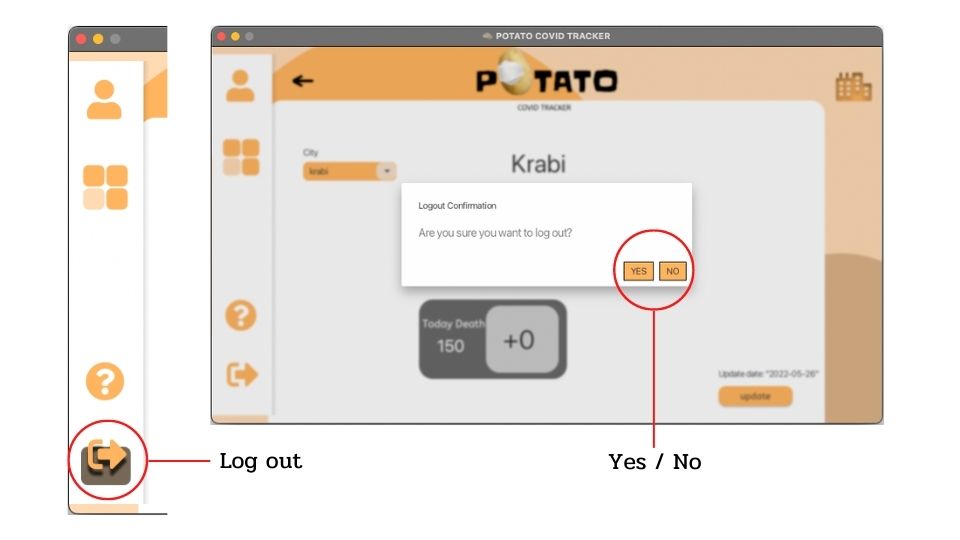 POTATO COVID TRACKER
POTATO
COVID TRACKER
City
krabi
Krabi
Logout Confirmation
Are you sure you want to log out?
YES NO
Today Death
150
+0
Update date: "2022-05-26"
update
?
?
Log out
Yes / No